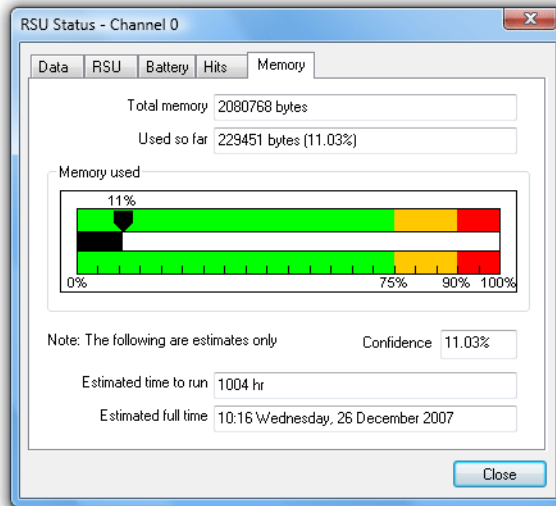 RSU Status - Channel 0
Data RSU Battery Hits Memory
Total memory 2080768 bytes
Used so far 229451 bytes (11.03%)
Memory used
11%
0% 75% 90% 100%
Note: The following are estimates only Confidence 11.03%
Estimated time to run 1004 hr
Estimated full time 10:16 Wednesday, 26 December 2007
Close